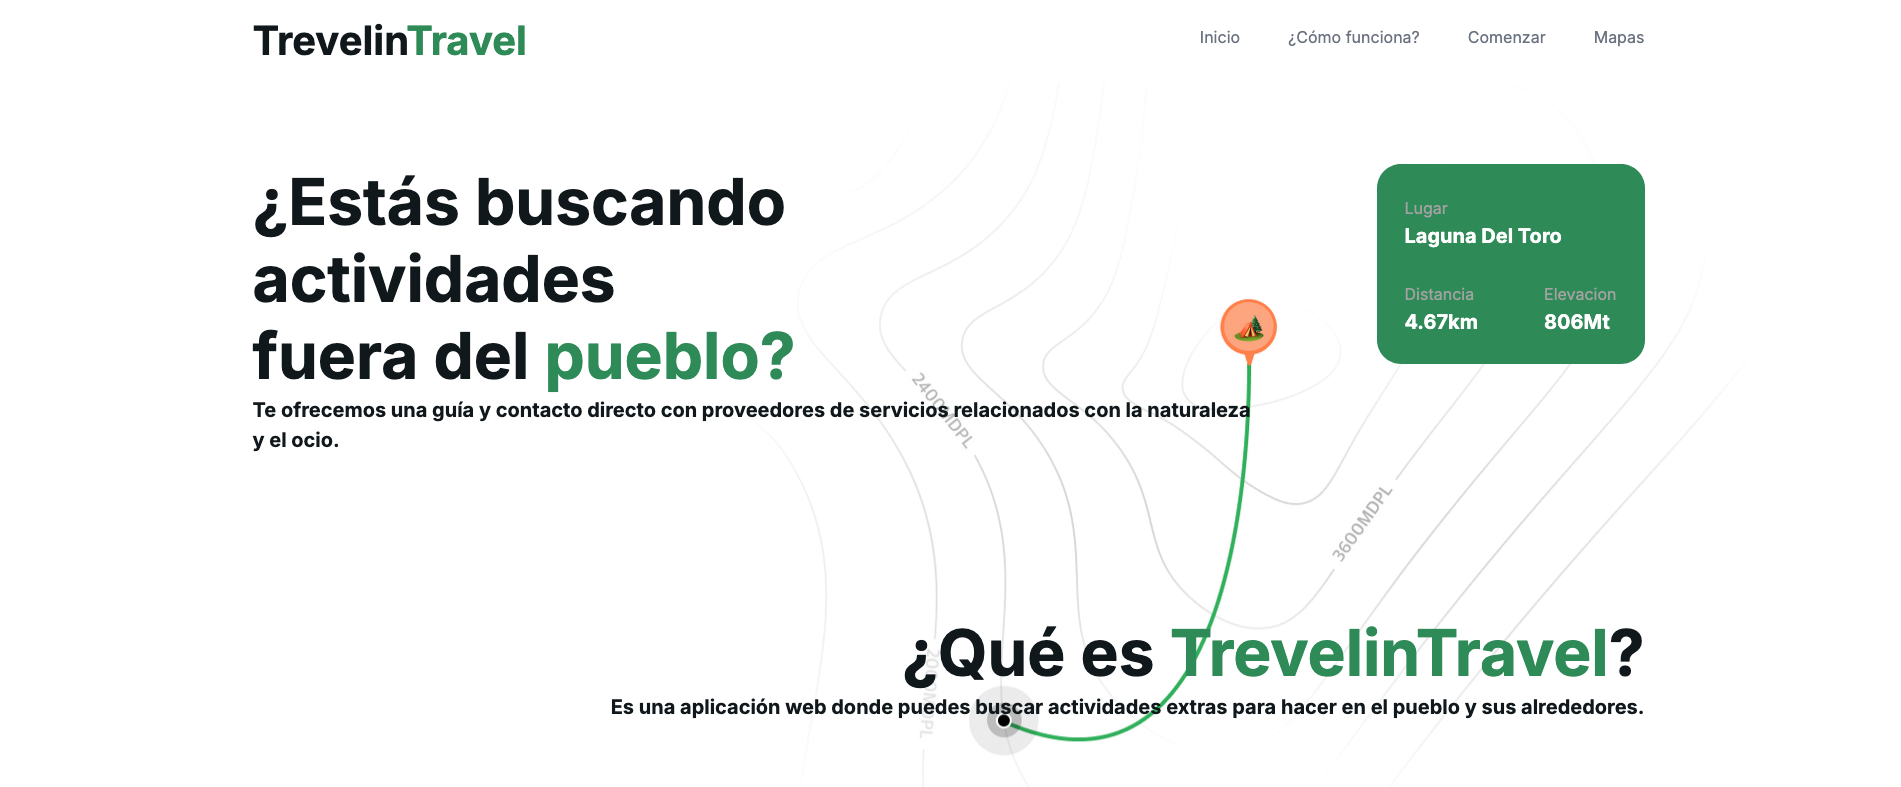 TrevelinTravel
Inicio
¿Cómo funciona?
Comenzar
Mapas
¿Estás buscando
actividades
fuera del pueblo?
Te ofrecemos una guía y contacto directo con proveedores de servicios relacionados con la naturaleza
y el ocio.
Lugar
Laguna Del Toro
Distancia
Elevacion
4.67km
806Mt
2400MDPL
3600MDPL
¿Qué es TrevelinTravel?
Es una aplicación web donde puedes buscar actividades extras para hacer en el pueblo y sus alrededores.